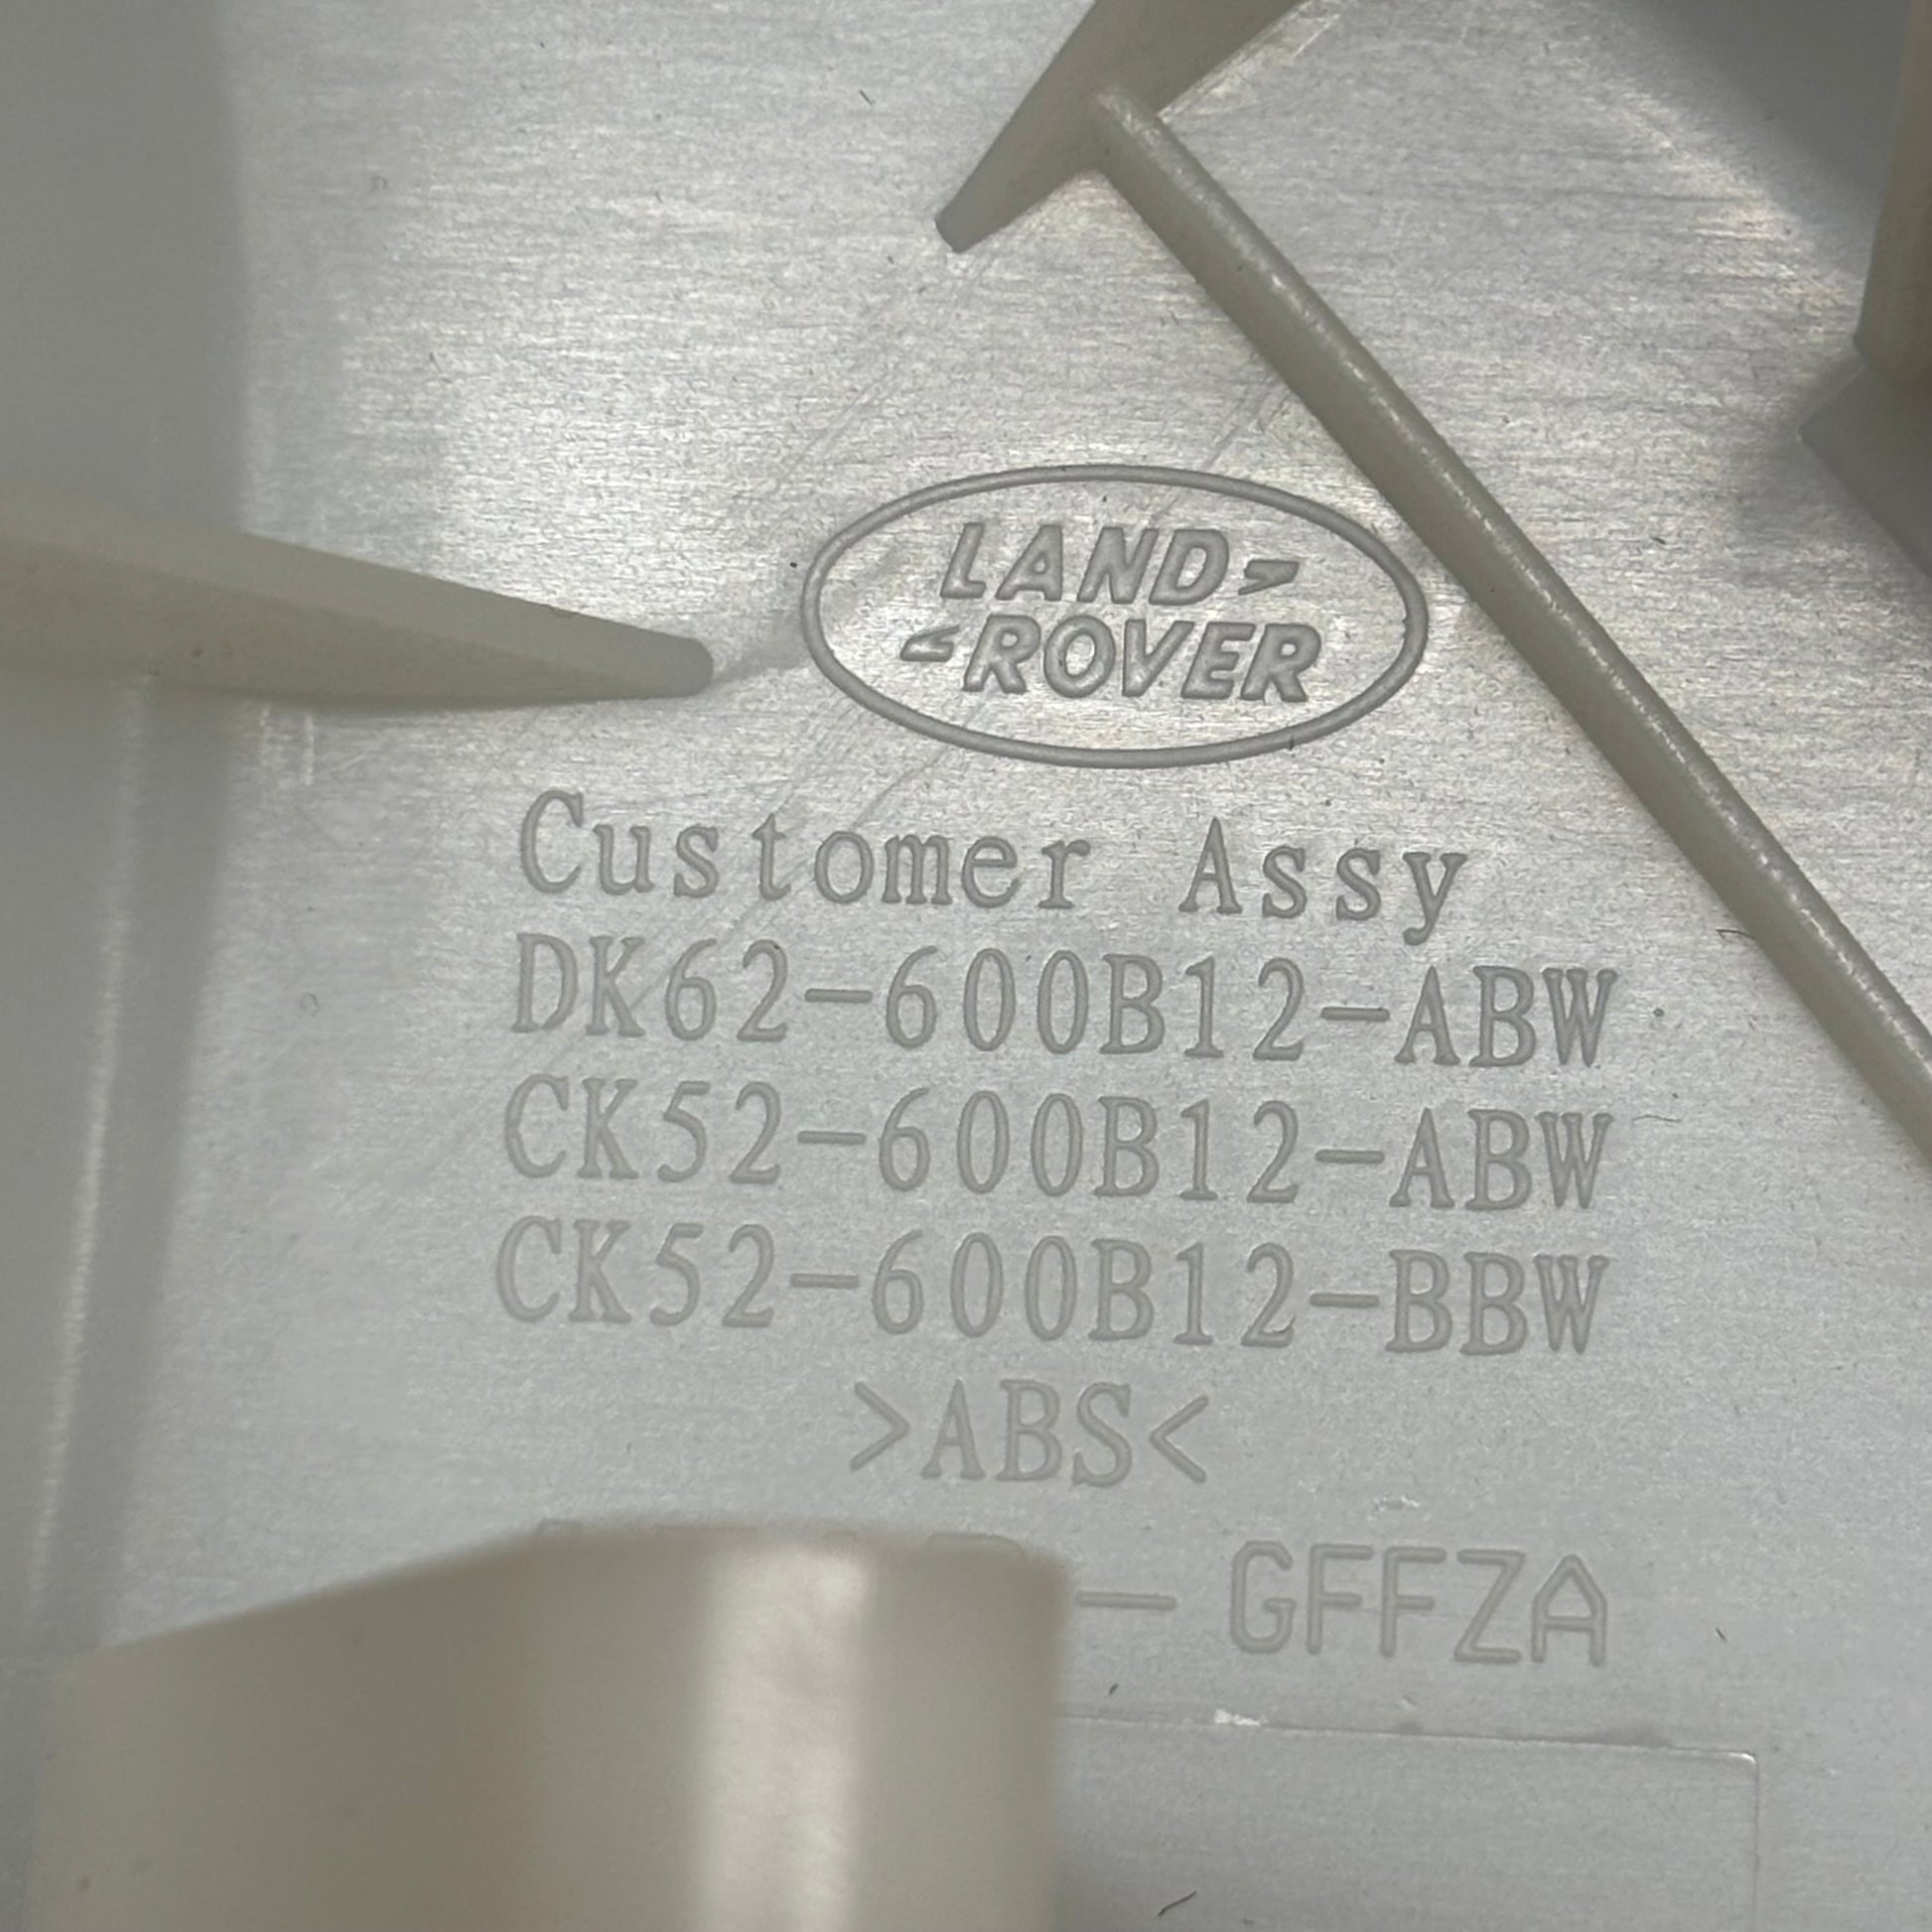 LAND
ROVER
Customer Assy
DK62-600B12-ABW
CK52-600B12-ABW
CK52-600B12-BBW
>ABS<
- GFFZA